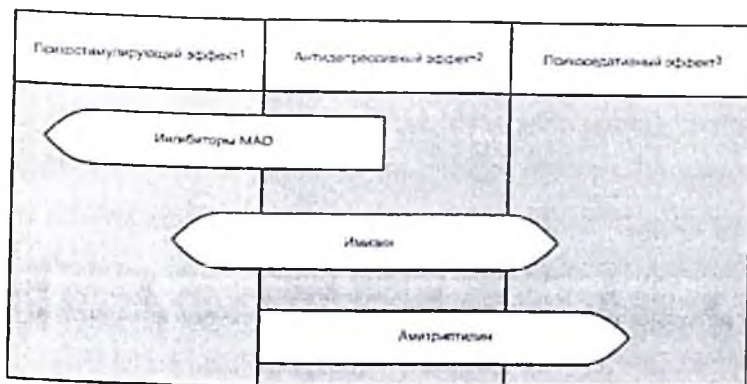 Психостимулирующий эффект1
Антидепрессивный эффект2
Психоседативный эффект3
Ингибиторы МАО
Имизин
Амитриптилин